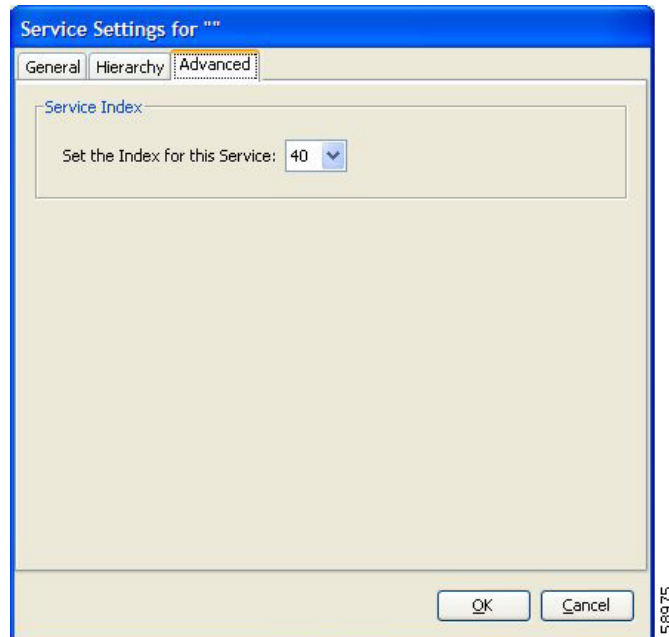 Service Settings for ""
General Hierarchy Advanced
Service Index
Set the Index for this Service: 40
OK Cancel
58975